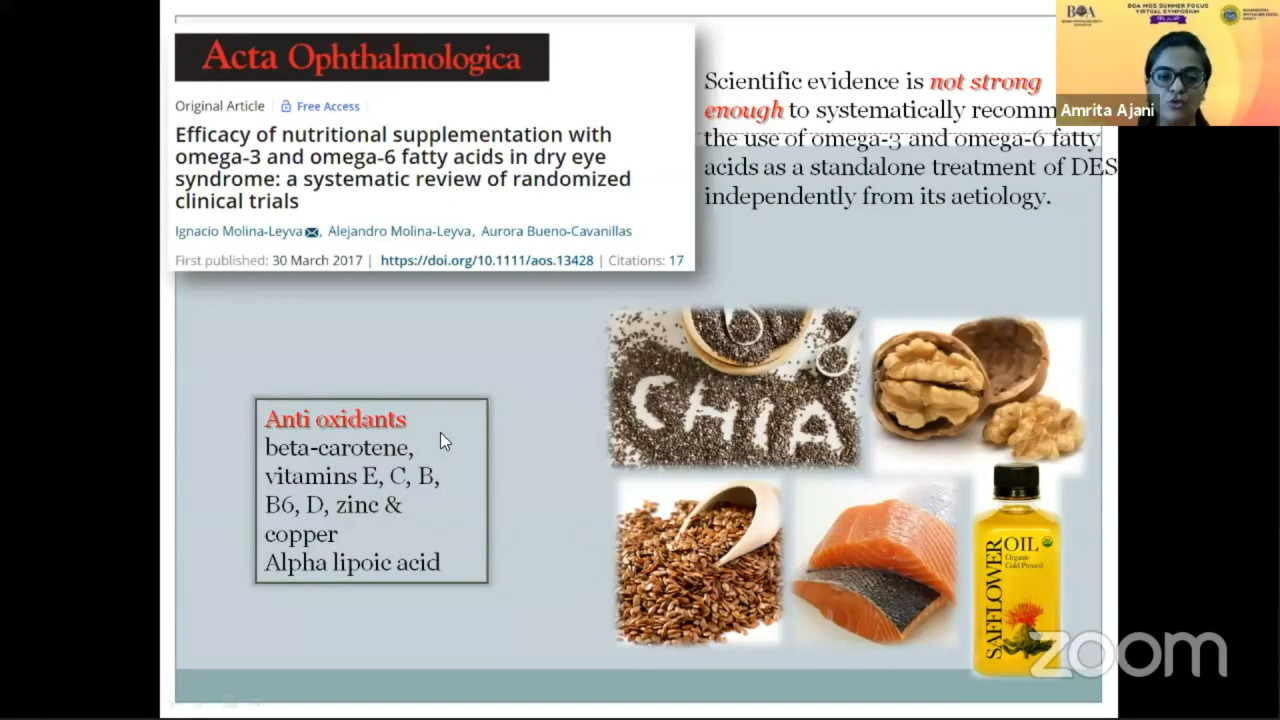 Acta Ophthalmologica
Original Article
Free Access
Efficacy of nutritional supplementation with
omega-3 and omega-6 fatty acids in dry eye
syndrome: a systematic review of randomized
clinical trials
Ignacio Molina-Leyva, Alejandro Molina-Leyva, Aurora Bueno-Cavanillas
First published: 30 March 2017 | https://doi.org/10.1111/aos.13428 | Citations: 17
Scientific evidence is not strong
enough to systematically recomm
the use of omega-3 and omega-6 fatty
acids as a standalone treatment of DES
independently from its aetiology.
BOA
BOA MOS SUMMER FOCUS
VIRTUAL SYMPOSIUM
Amrita Ajani
Anti oxidants
beta-carotene,
vitamins E, C, B,
B6, D, zinc &
copper
Alpha lipoic acid
CHIA
SAFFLOWER
OIL
Organic
Cold Pressed
zoom